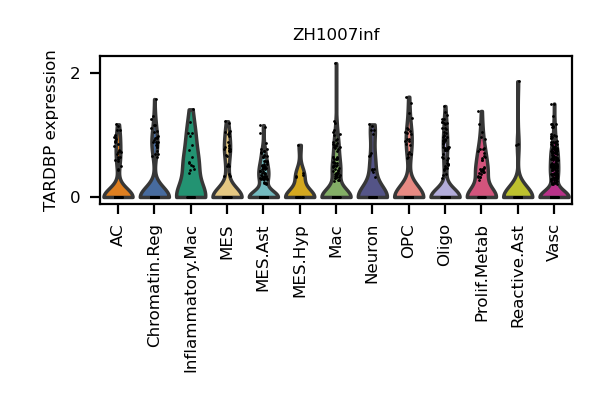 ZH1007inf
TARDBP expression
2
0
AC
Chromatin.Reg
Inflammatory.Mac
MES
MES.Ast
MES.Hyp
Mac
Neuron
OPC
Oligo
Prolif.Metab
Reactive.Ast
Vasc